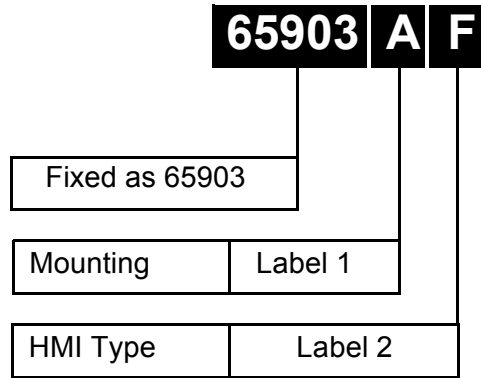 65903 A F
Fixed as 65903
Mounting Label 1
HMI Type Label 2